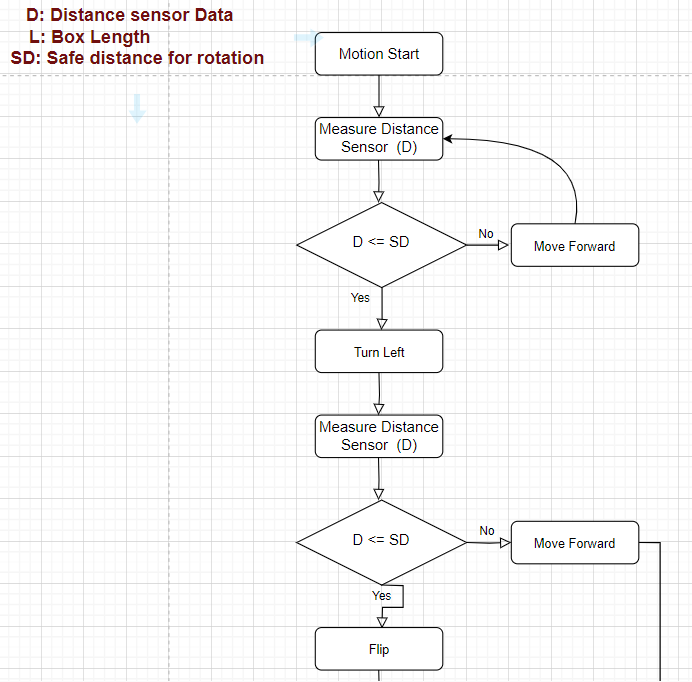 D: Distance sensor Data
L: Box Length
SD: Safe distance for rotation
Motion Start
Measure Distance
Sensor (D)
D <= SD
No
Move Forward
Yes
Turn Left
Measure Distance
Sensor (D)
D <= SD
No
Move Forward
Yes
Flip